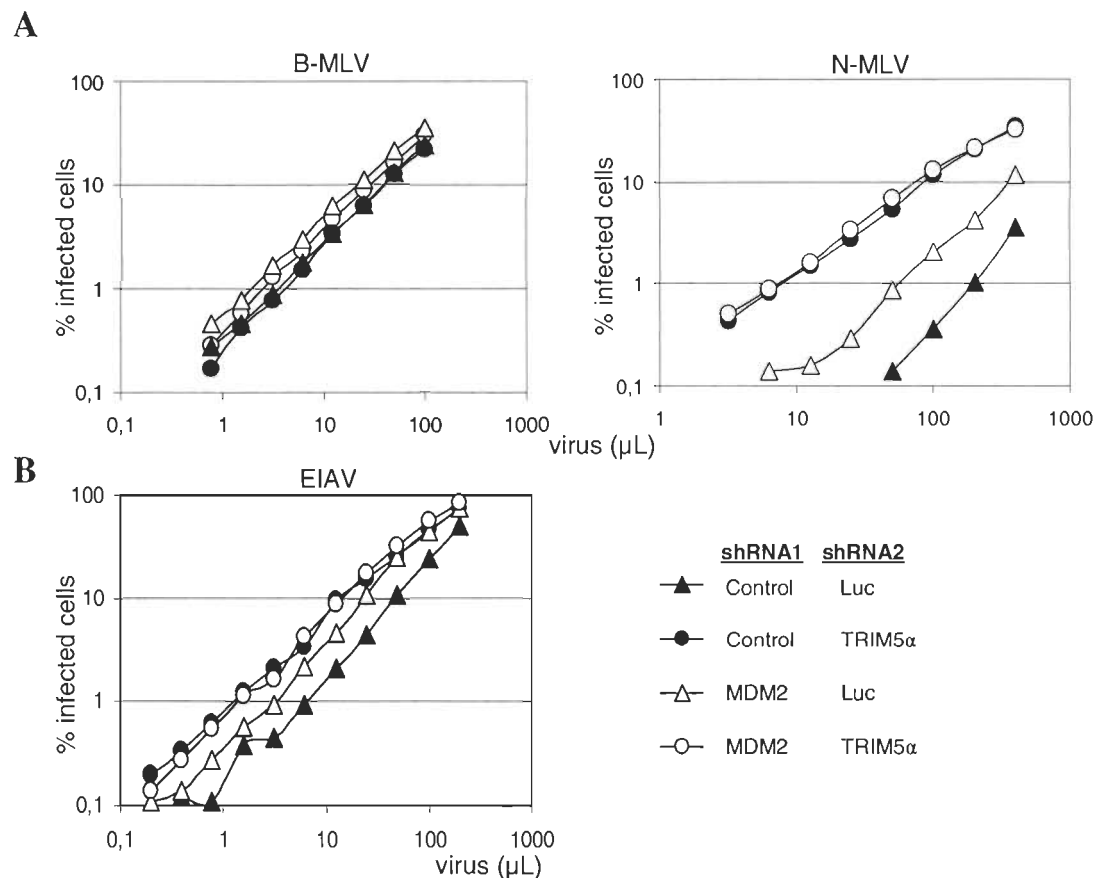 A
B-MLV
% infected cells
100
10
1
0,1
0,1 1 10 100 1000
N-MLV
% infected cells
100
10
1
0,1
1 10 100 1000
virus (µL)
B
EIAV
% infected cells
100
10
1
0,1
0,1 1 10 100 1000
virus (µL)
shRNA1 shRNA2
Control Luc
Control TRIM5α
MDM2 Luc
MDM2 TRIM5α